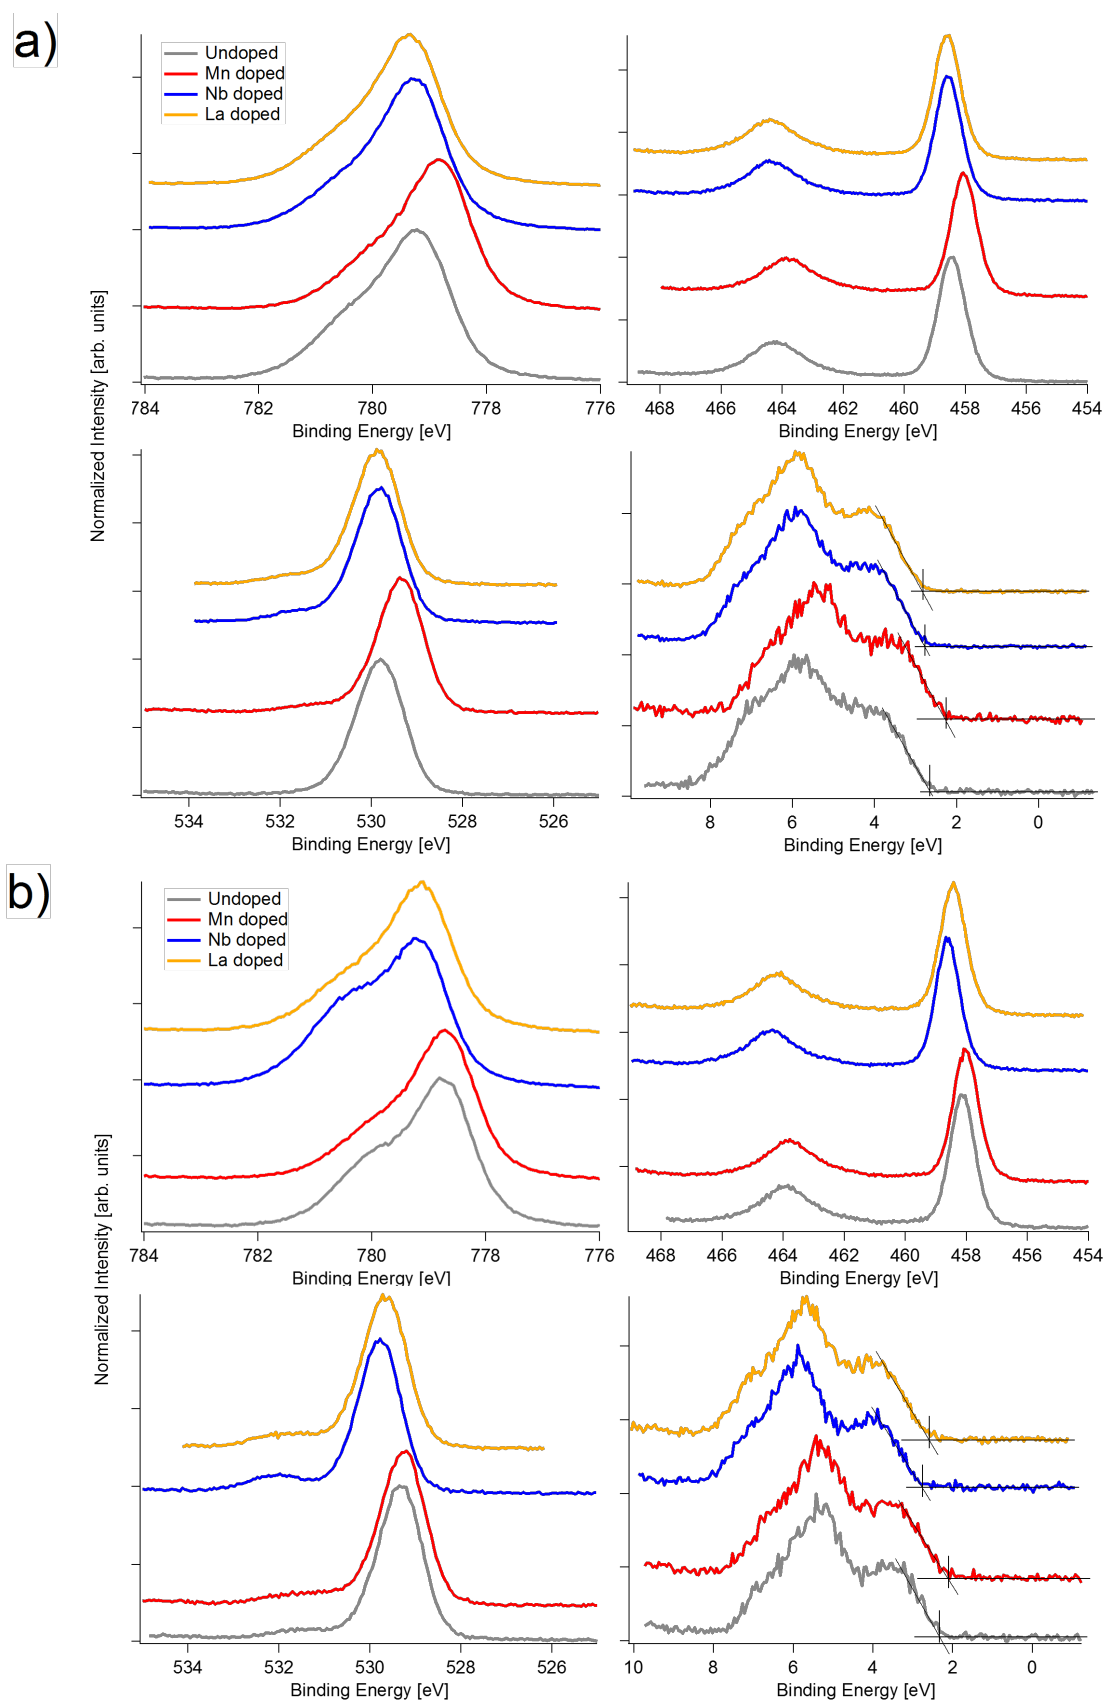 a)
Undoped
Mn doped
Nb doped
La doped
784 782 780 778 776
Binding Energy [eV]
468 466 464 462 460 458 456 454
Binding Energy [eV]
Normalized Intensity [arb. units]
534 532 530 528 526
Binding Energy [eV]
8 6 4 2 0
Binding Energy [eV]
b)
Undoped
Mn doped
Nb doped
La doped
784 782 780 778 776
Binding Energy [eV]
468 466 464 462 460 458 456 454
Binding Energy [eV]
Normalized Intensity [arb. units]
534 532 530 528 526
Binding Energy [eV]
10 8 6 4 2 0
Binding Energy [eV]